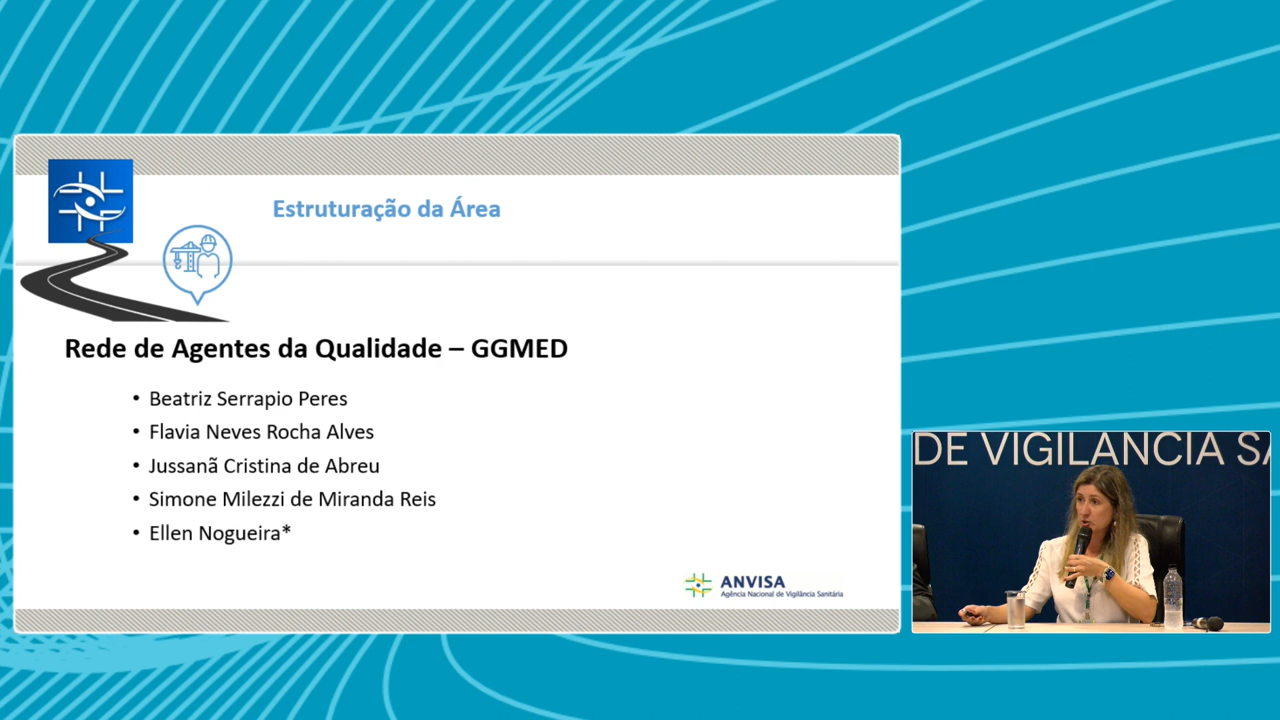 Estruturação da Área
Rede de Agentes da Qualidade – GGMED
• Beatriz Serrapio Peres
• Flavia Neves Rocha Alves
• Jussanã Cristina de Abreu
• Simone Milezzi de Miranda Reis
• Ellen Nogueira*
ANVISA
Agência Nacional de Vigilância Sanitária
DE VIGILANCIA SA